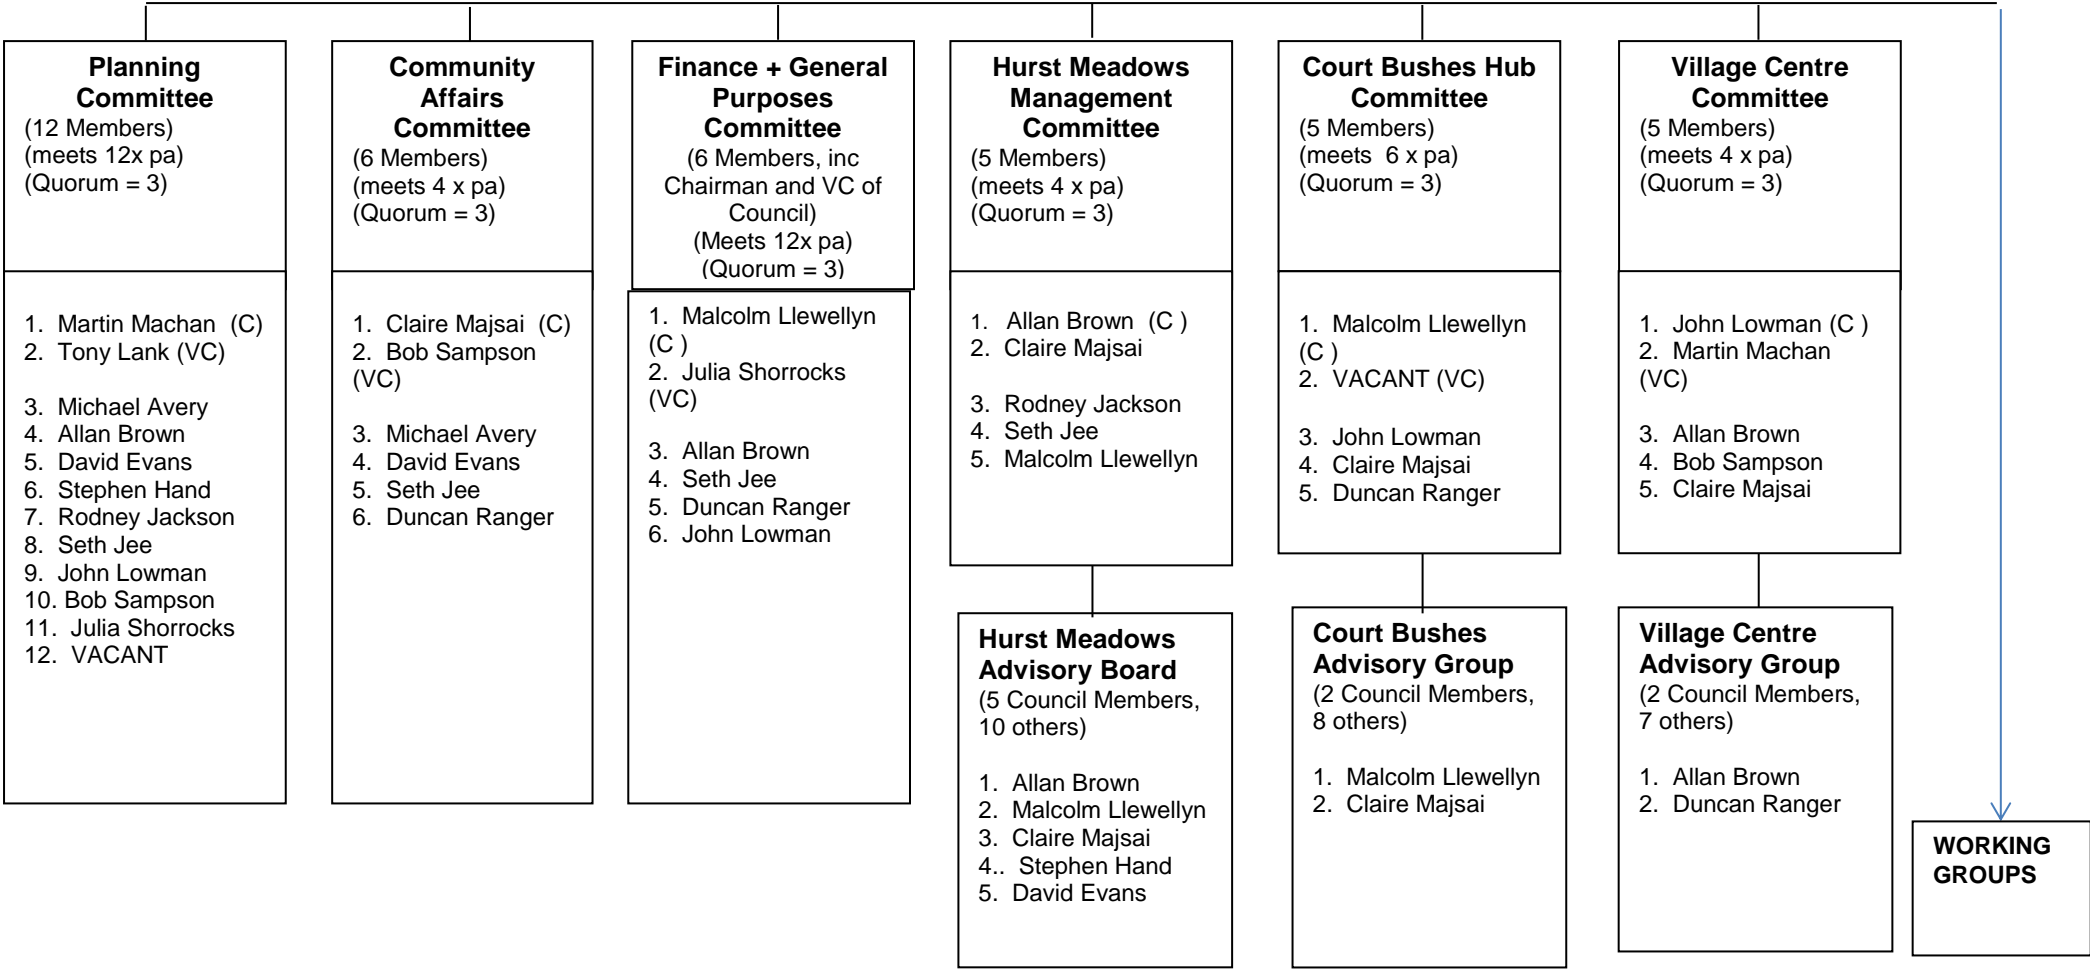 Planning
Committee
(12 Members)
(meets 12x pa)
(Quorum = 3)
1. Martin Machan (C)
2. Tony Lank (VC)
3. Michael Avery
4. Allan Brown
5. David Evans
6. Stephen Hand
7. Rodney Jackson
8. Seth Jee
9. John Lowman
10. Bob Sampson
11. Julia Shorrocks
12. VACANT
Community
Affairs
Committee
(6 Members)
(meets 4 x pa)
(Quorum = 3)
1. Claire Majsai (C)
2. Bob Sampson
(VC)
3. Michael Avery
4. David Evans
5. Seth Jee
6. Duncan Ranger
Finance + General
Purposes
Committee
(6 Members, inc
Chairman and VC of
Council)
(Meets 12x pa)
(Quorum = 3)
1. Malcolm Llewellyn
(C )
2. Julia Shorrocks
(VC)
3. Allan Brown
4. Seth Jee
5. Duncan Ranger
6. John Lowman
Hurst Meadows
Management
Committee
(5 Members)
(meets 4 x pa)
(Quorum = 3)
1. Allan Brown (C )
2. Claire Majsai
3. Rodney Jackson
4. Seth Jee
5. Malcolm Llewellyn
Hurst Meadows
Advisory Board
(5 Council Members,
10 others)
1. Allan Brown
2. Malcolm Llewellyn
3. Claire Majsai
4.. Stephen Hand
5. David Evans
Court Bushes Hub
Committee
(5 Members)
(meets 6 x pa)
(Quorum = 3)
1. Malcolm Llewellyn
(C )
2. VACANT (VC)
3. John Lowman
4. Claire Majsai
5. Duncan Ranger
Court Bushes
Advisory Group
(2 Council Members,
8 others)
1. Malcolm Llewellyn
2. Claire Majsai
Village Centre
Committee
(5 Members)
(meets 4 x pa)
(Quorum = 3)
1. John Lowman (C )
2. Martin Machan
(VC)
3. Allan Brown
4. Bob Sampson
5. Claire Majsai
Village Centre
Advisory Group
(2 Council Members,
7 others)
1. Allan Brown
2. Duncan Ranger
WORKING
GROUPS